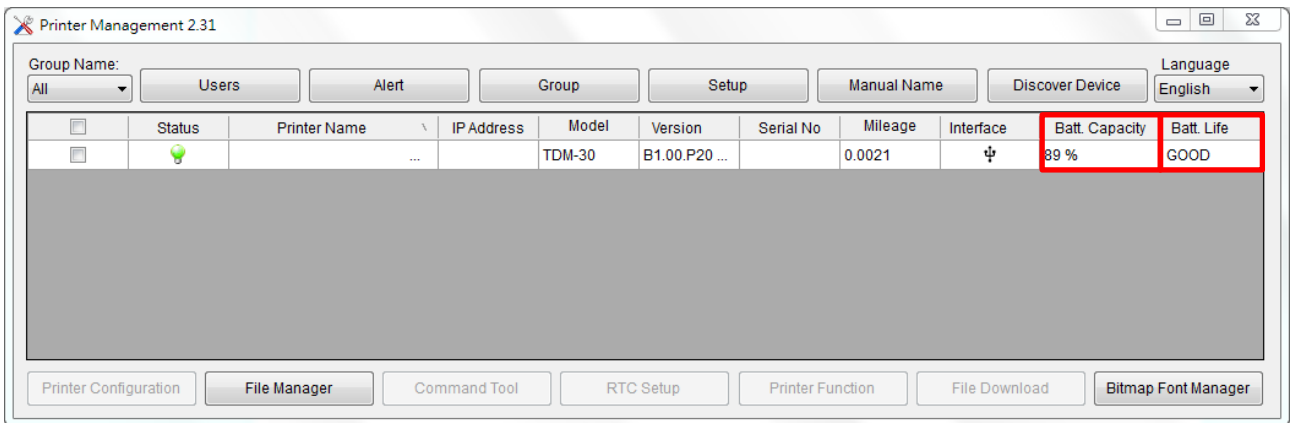 Printer Management 2.31
Group Name:
All
Users
Alert
Group
Setup
Manual Name
Discover Device
Language
English
Status Printer Name IP Address Model Version Serial No Mileage Interface Batt. Capacity Batt. Life
... TDM-30 B1.00.P20 ... 0.0021 89 % GOOD
Printer Configuration
File Manager
Command Tool
RTC Setup
Printer Function
File Download
Bitmap Font Manager